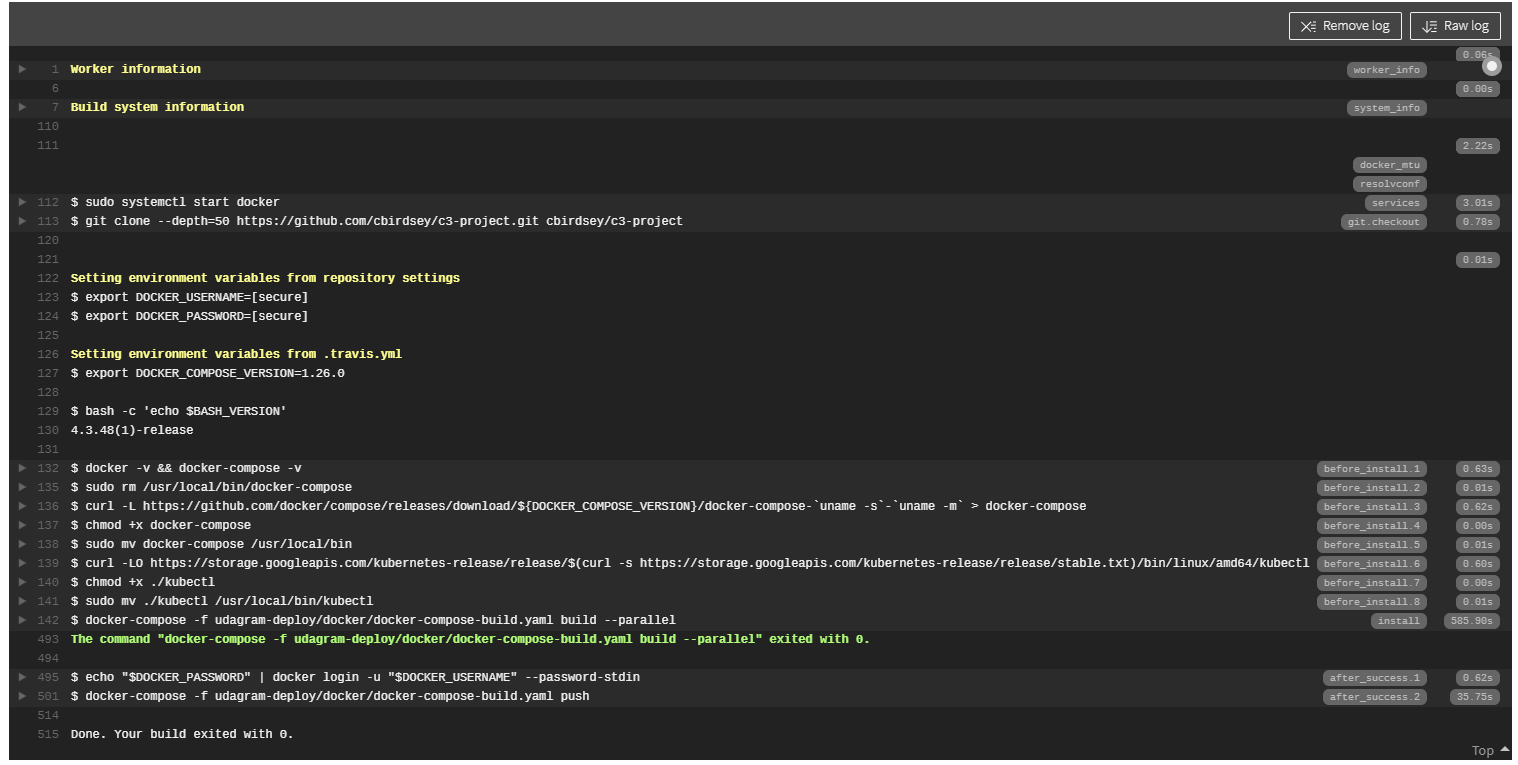 Remove log Raw log
0.06s
1 Worker information worker_info
6 0.00s
7 Build system information system_info
110
111 2.22s
docker_mtu
resolvconf
112 $ sudo systemctl start docker services 3.01s
113 $ git clone --depth=50 https://github.com/cbirdsey/c3-project.git cbirdsey/c3-project git.checkout 0.78s
120
121 0.01s
122 Setting environment variables from repository settings
123 $ export DOCKER_USERNAME=[secure]
124 $ export DOCKER_PASSWORD=[secure]
125
126 Setting environment variables from .travis.yml
127 $ export DOCKER_COMPOSE_VERSION=1.26.0
128
129 $ bash -c 'echo $BASH_VERSION'
130 4.3.48(1)-release
131
132 $ docker -v && docker-compose -v before_install.1 0.63s
135 $ sudo rm /usr/local/bin/docker-compose before_install.2 0.01s
136 $ curl -L https://github.com/docker/compose/releases/download/${DOCKER_COMPOSE_VERSION}/docker-compose-`uname -s`-`uname -m` > docker-compose before_install.3 0.62s
137 $ chmod +x docker-compose before_install.4 0.00s
138 $ sudo mv docker-compose /usr/local/bin before_install.5 0.01s
139 $ curl -LO https://storage.googleapis.com/kubernetes-release/release/$(curl -s https://storage.googleapis.com/kubernetes-release/release/stable.txt)/bin/linux/amd64/kubectl before_install.6 0.60s
140 $ chmod +x ./kubectl before_install.7 0.00s
141 $ sudo mv ./kubectl /usr/local/bin/kubectl before_install.8 0.01s
142 $ docker-compose -f udagram-deploy/docker/docker-compose-build.yaml build --parallel install 585.90s
493 The command "docker-compose -f udagram-deploy/docker/docker-compose-build.yaml build --parallel" exited with 0.
494
495 $ echo "$DOCKER_PASSWORD" | docker login -u "$DOCKER_USERNAME" --password-stdin after_success.1 0.62s
501 $ docker-compose -f udagram-deploy/docker/docker-compose-build.yaml push after_success.2 35.75s
514
515 Done. Your build exited with 0.
Top